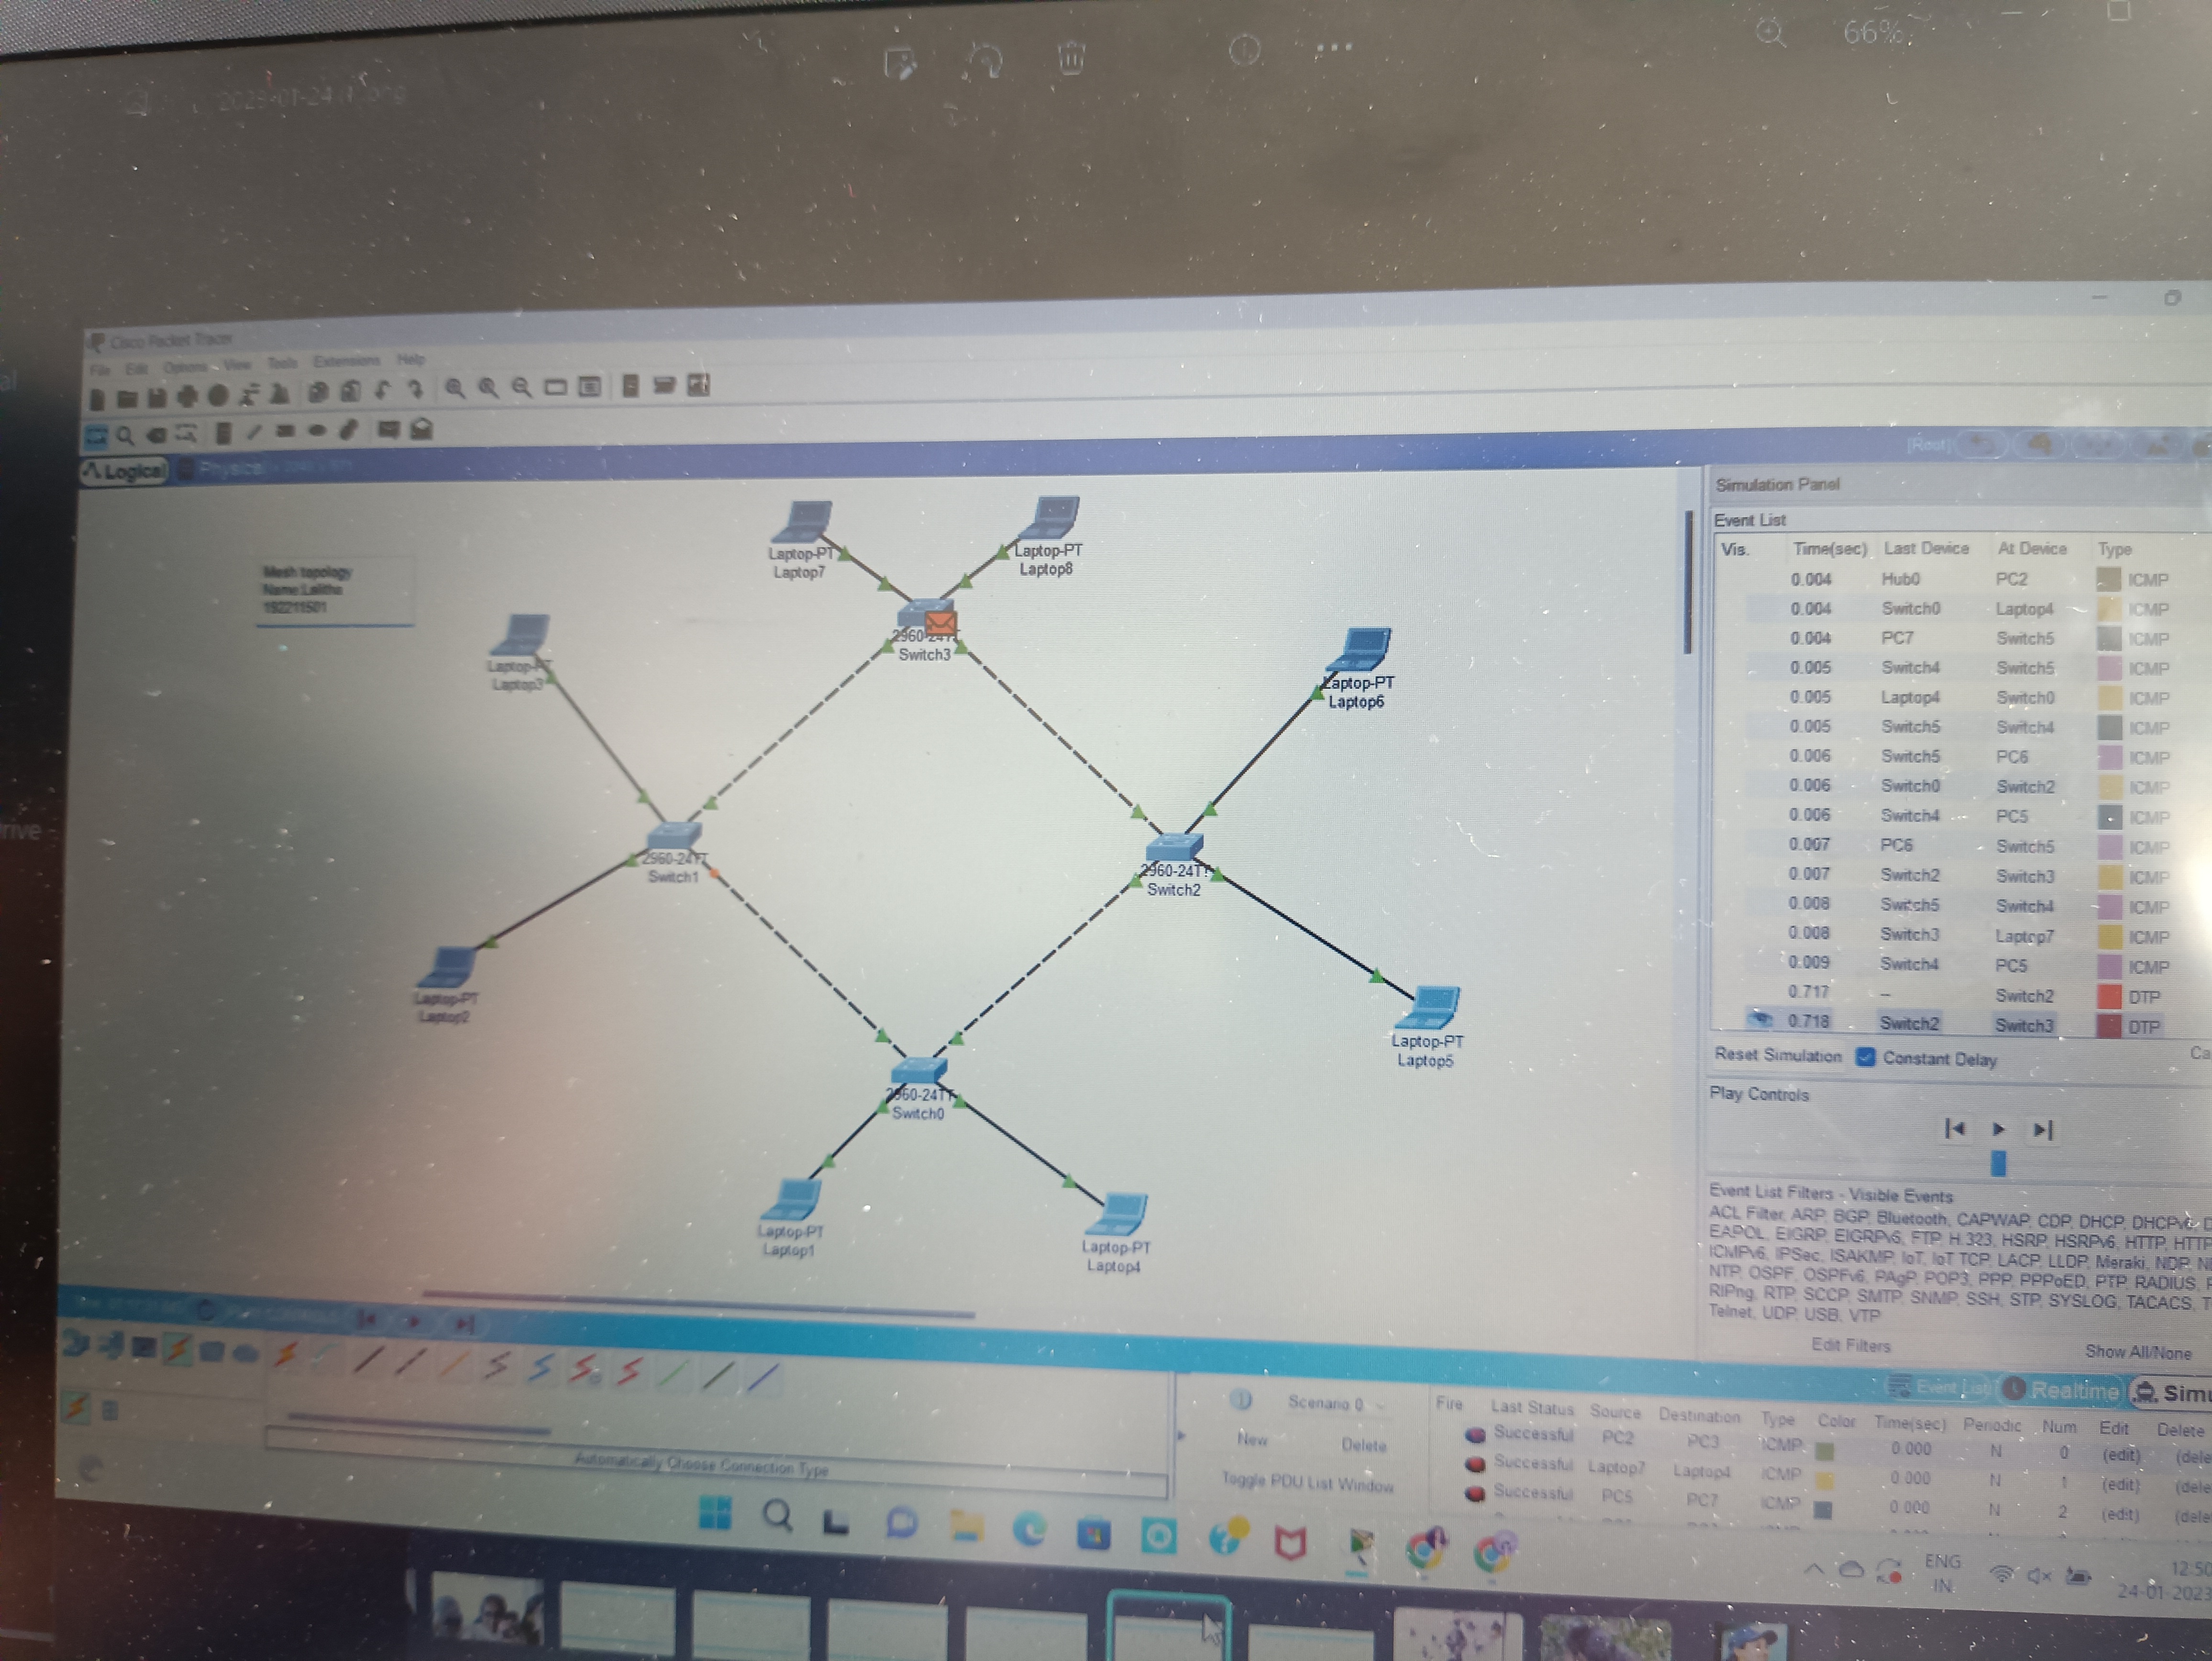 66%
2023-01-24
Cisco Packet Tracer
File Edit Options View Tools Extensions Help
Logical Physical
[Root]
Mesh topology
Name:Lalitha
192211501
Laptop-PT
Laptop7
Laptop-PT
Laptop8
Laptop-PT
Laptop3
2960-24TT
Switch3
Laptop-PT
Laptop6
2960-24TT
Switch1
2960-24TT
Switch2
Laptop-PT
Laptop2
Laptop-PT
Laptop5
2960-24TT
Switch0
Laptop-PT
Laptop1
Laptop-PT
Laptop4
Simulation Panel
Event List
Vis. Time(sec) Last Device At Device Type
0.004 Hub0 PC2 ICMP
0.004 Switch0 Laptop4 ICMP
0.004 PC7 Switch5 ICMP
0.005 Switch4 Switch5 ICMP
0.005 Laptop4 Switch0 ICMP
0.005 Switch5 Switch4 ICMP
0.006 Switch5 PC6 ICMP
0.006 Switch0 Switch2 ICMP
0.006 Switch4 PC5 ICMP
0.007 PC6 Switch5 ICMP
0.007 Switch2 Switch3 ICMP
0.008 Switch5 Switch4 ICMP
0.008 Switch3 Laptop7 ICMP
0.009 Switch4 PC5 ICMP
0.717 -- Switch2 DTP
0.718 Switch2 Switch3 DTP
Reset Simulation Constant Delay Ca
Play Controls
Event List Filters - Visible Events
ACL Filter, ARP, BGP, Bluetooth, CAPWAP, CDP, DHCP, DHCPv6, D
EAPOL, EIGRP, EIGRPv6, FTP, H.323, HSRP, HSRPv6, HTTP, HTTP
ICMPv6, IPSec, ISAKMP, IoT, IoT TCP, LACP, LLDP, Meraki, NDP,
NTP, OSPF, OSPFv6, PAgP, POP3, PPP, PPPoED, PTP, RADIUS,
RIPng, RTP, SCCP, SMTP, SNMP, SSH, STP, SYSLOG, TACACS, T
Telnet, UDP, USB, VTP
Edit Filters Show All/None
Event List Realtime Simu
Automatically Choose Connection Type
Scenario 0
New Delete
Toggle PDU List Window
Fire Last Status Source Destination Type Color Time(sec) Periodic Num Edit Delete
Successful PC2 PC3 ICMP 0.000 N 0 (edit) (dele
Successful Laptop7 Laptop4 ICMP 0.000 N 1 (edit) (dele
Successful PC5 PC7 ICMP 0.000 N 2 (edit) (dele
ENG
IN
12:50
24-01-2023